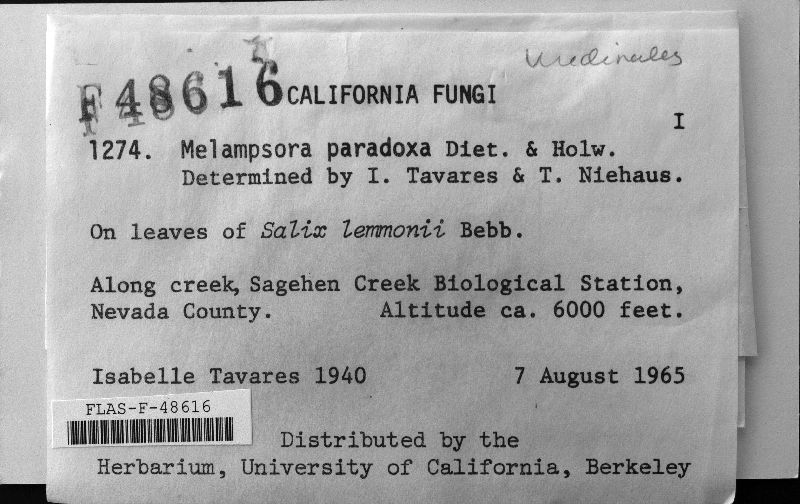 Uredinales
F48616
CALIFORNIA FUNGI
I
1274. Melampsora paradoxa Diet. & Holw.
Determined by I. Tavares & T. Niehaus.
On leaves of Salix lemmonii Bebb.
Along creek, Sagehen Creek Biological Station,
Nevada County. Altitude ca. 6000 feet.
Isabelle Tavares 1940 7 August 1965
FLAS-F-48616
Distributed by the
Herbarium, University of California, Berkeley